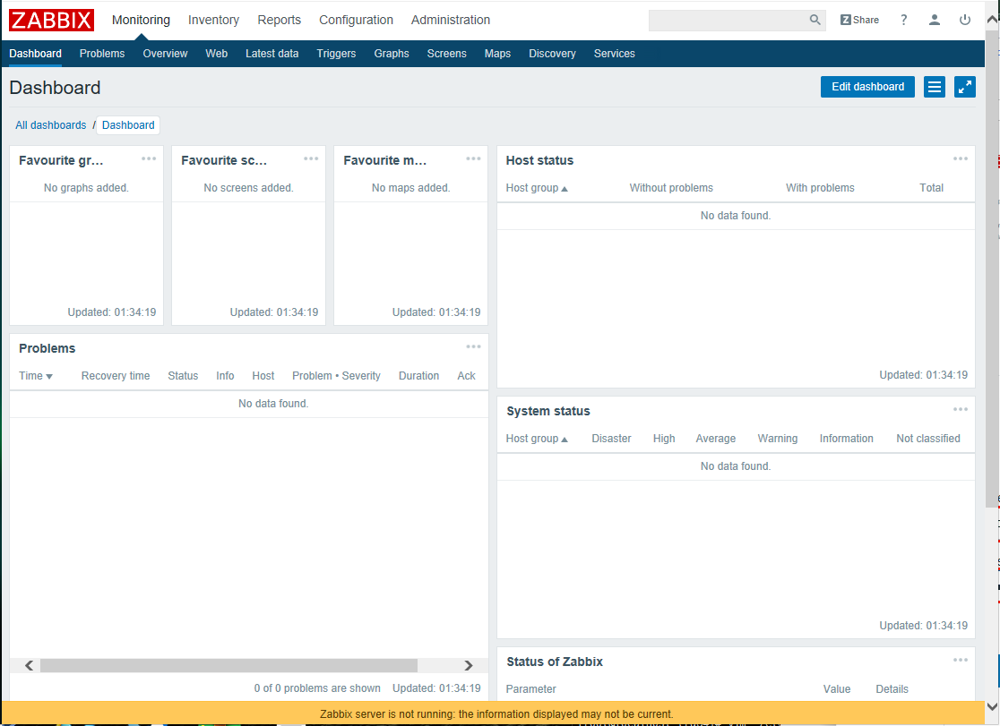 ZABBIX Monitoring Inventory Reports Configuration Administration Z Share ?
Dashboard Problems Overview Web Latest data Triggers Graphs Screens Maps Discovery Services
Dashboard Edit dashboard
All dashboards / Dashboard
Favourite gr... Favourite sc... Favourite m...
No graphs added. No screens added. No maps added.
Updated: 01:34:19 Updated: 01:34:19 Updated: 01:34:19
Host status
Host group Without problems With problems Total
No data found.
Updated: 01:34:19
Problems
Time Recovery time Status Info Host Problem • Severity Duration Ack
No data found.
0 of 0 problems are shown Updated: 01:34:19
System status
Host group Disaster High Average Warning Information Not classified
No data found.
Updated: 01:34:19
Status of Zabbix
Parameter Value Details
Zabbix server is not running: the information displayed may not be current.